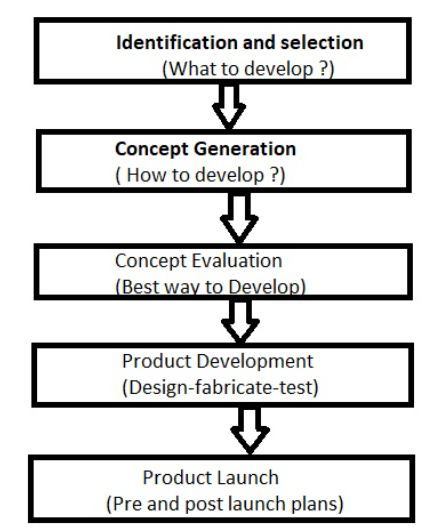 Identification and selection
(What to develop ?)
Concept Generation
( How to develop ?)
Concept Evaluation
(Best way to Develop)
Product Development
(Design-fabricate-test)
Product Launch
(Pre and post launch plans)